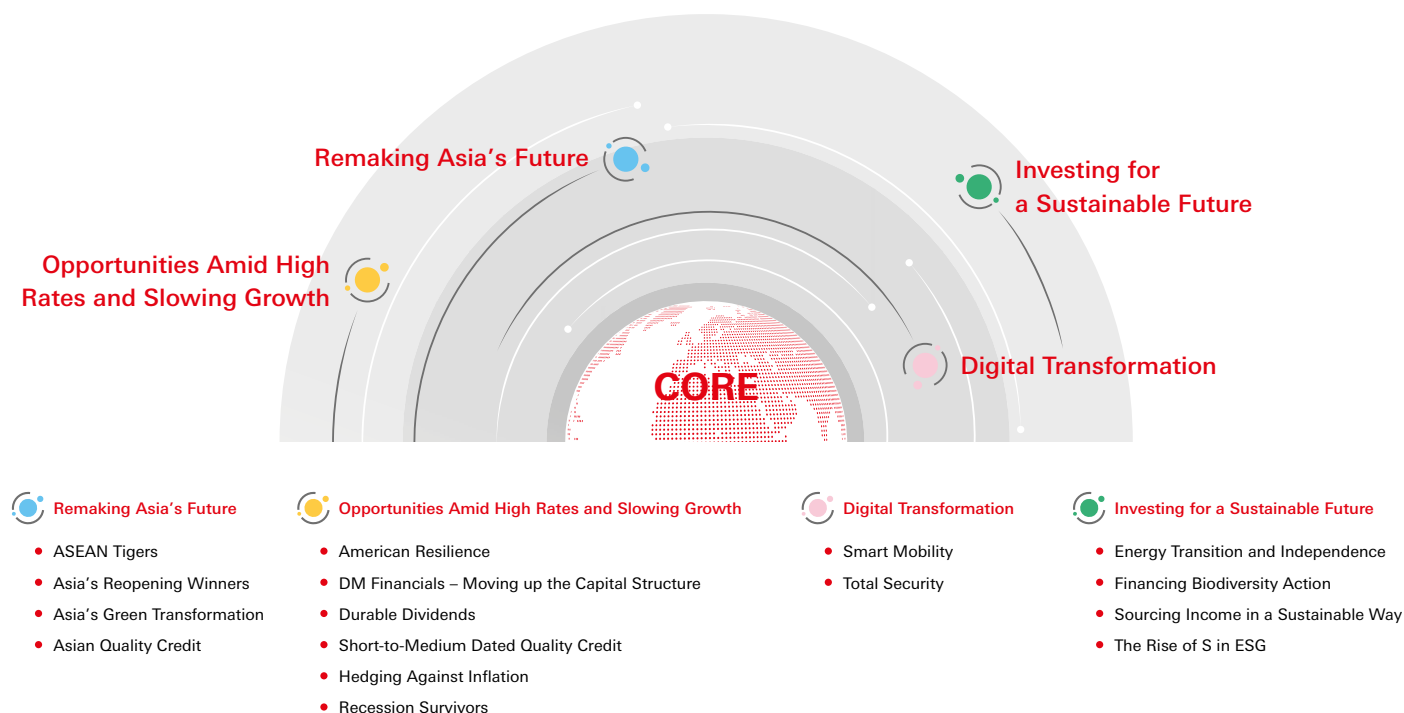 Remaking Asia’s Future
Investing for
a Sustainable Future
Opportunities Amid High
Rates and Slowing Growth
Digital Transformation
CORE
Remaking Asia’s Future
ASEAN Tigers
Asia’s Reopening Winners
Asia’s Green Transformation
Asian Quality Credit
Opportunities Amid High Rates and Slowing Growth
American Resilience
DM Financials – Moving up the Capital Structure
Durable Dividends
Short-to-Medium Dated Quality Credit
Hedging Against Inflation
Recession Survivors
Digital Transformation
Smart Mobility
Total Security
Investing for a Sustainable Future
Energy Transition and Independence
Financing Biodiversity Action
Sourcing Income in a Sustainable Way
The Rise of S in ESG